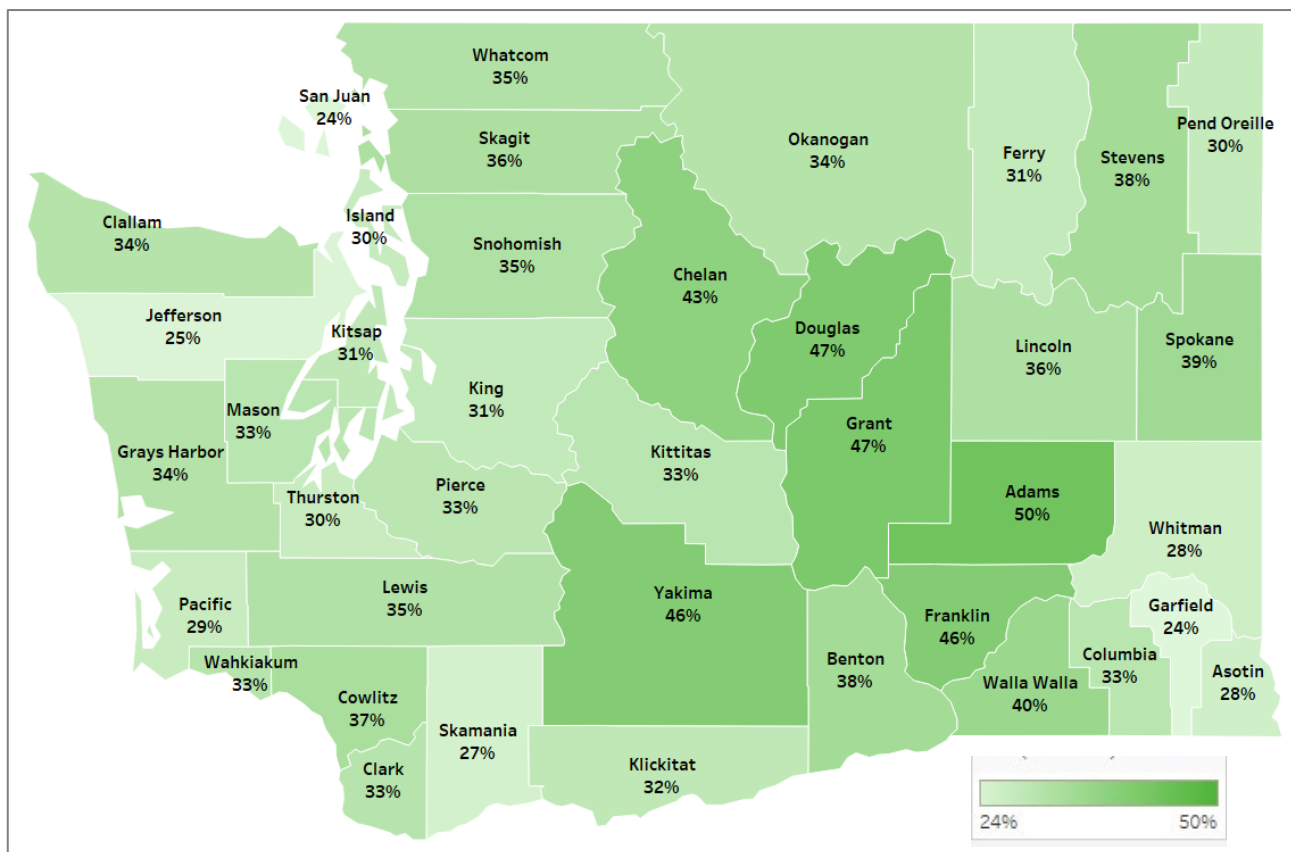 Whatcom
35%
San Juan
24%
Skagit
36%
Okanogan
34%
Ferry
31%
Stevens
38%
Pend Oreille
30%
Clallam
34%
Island
30%
Snohomish
35%
Chelan
43%
Jefferson
25%
Kitsap
31%
Douglas
47%
Lincoln
36%
Spokane
39%
King
31%
Mason
33%
Grays Harbor
34%
Grant
47%
Kittitas
33%
Thurston
30%
Pierce
33%
Adams
50%
Whitman
28%
Pacific
29%
Lewis
35%
Yakima
46%
Franklin
46%
Garfield
24%
Wahkiakum
33%
Benton
38%
Columbia
33%
Asotin
28%
Cowlitz
37%
Walla Walla
40%
Skamania
27%
Clark
33%
Klickitat
32%
24% 50%